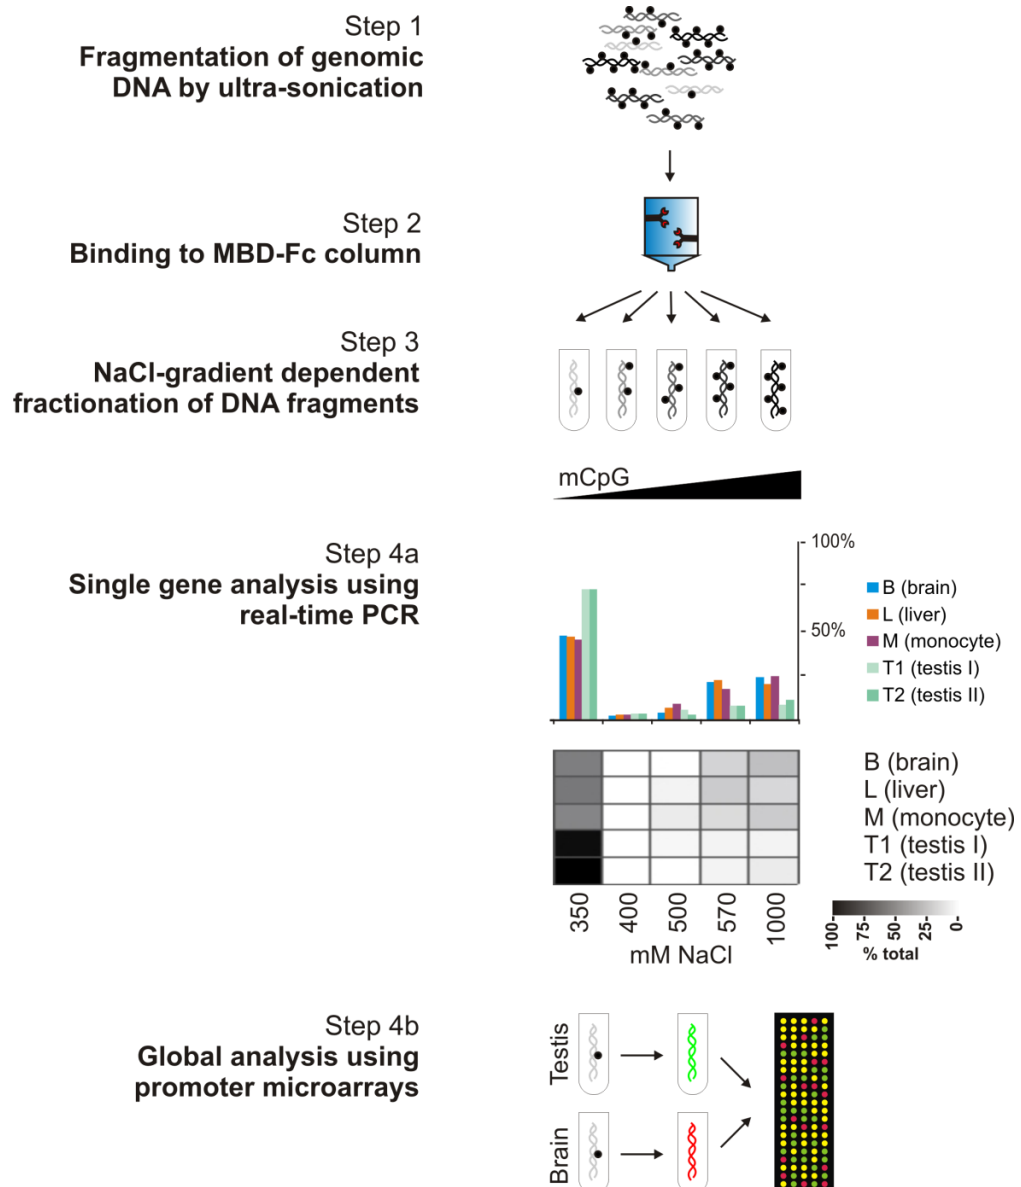 Step 1
Fragmentation of genomic
DNA by ultra-sonication
Step 2
Binding to MBD-Fc column
Step 3
NaCl-gradient dependent
fractionation of DNA fragments
mCpG
Step 4a
Single gene analysis using
real-time PCR
100%
50%
B (brain)
L (liver)
M (monocyte)
T1 (testis I)
T2 (testis II)
B (brain)
L (liver)
M (monocyte)
T1 (testis I)
T2 (testis II)
350
400
500
570
1000
mM NaCl
100-
75-
50-
25-
0-
% total
Step 4b
Global analysis using
promoter microarrays
Testis
Brain